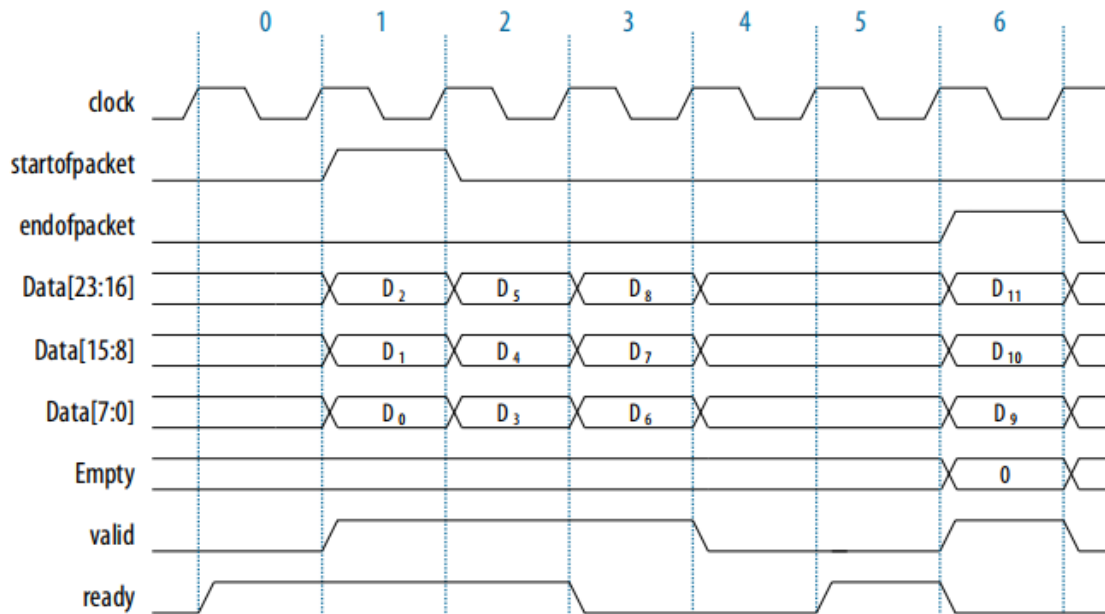 0 1 2 3 4 5 6
clock
startofpacket
endofpacket
Data[23:16] D₂ D₅ D₈ D₁₁
Data[15:8] D₁ D₄ D₇ D₁₀
Data[7:0] D₀ D₃ D₆ D₉
Empty 0
valid
ready